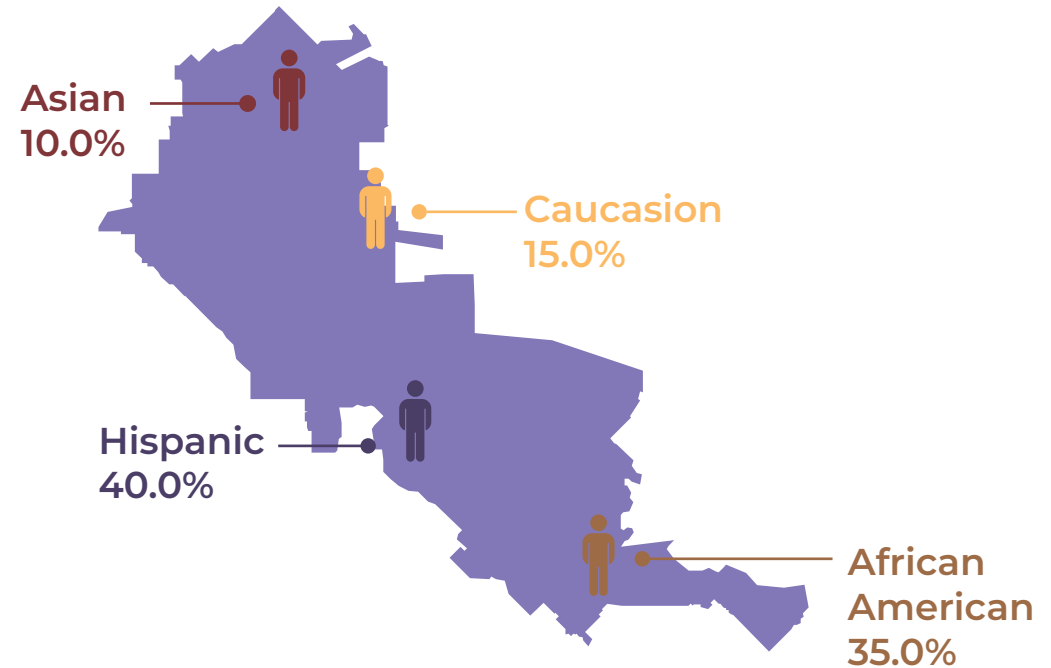 Asian
10.0%
Caucasion
15.0%
Hispanic
40.0%
African
American
35.0%